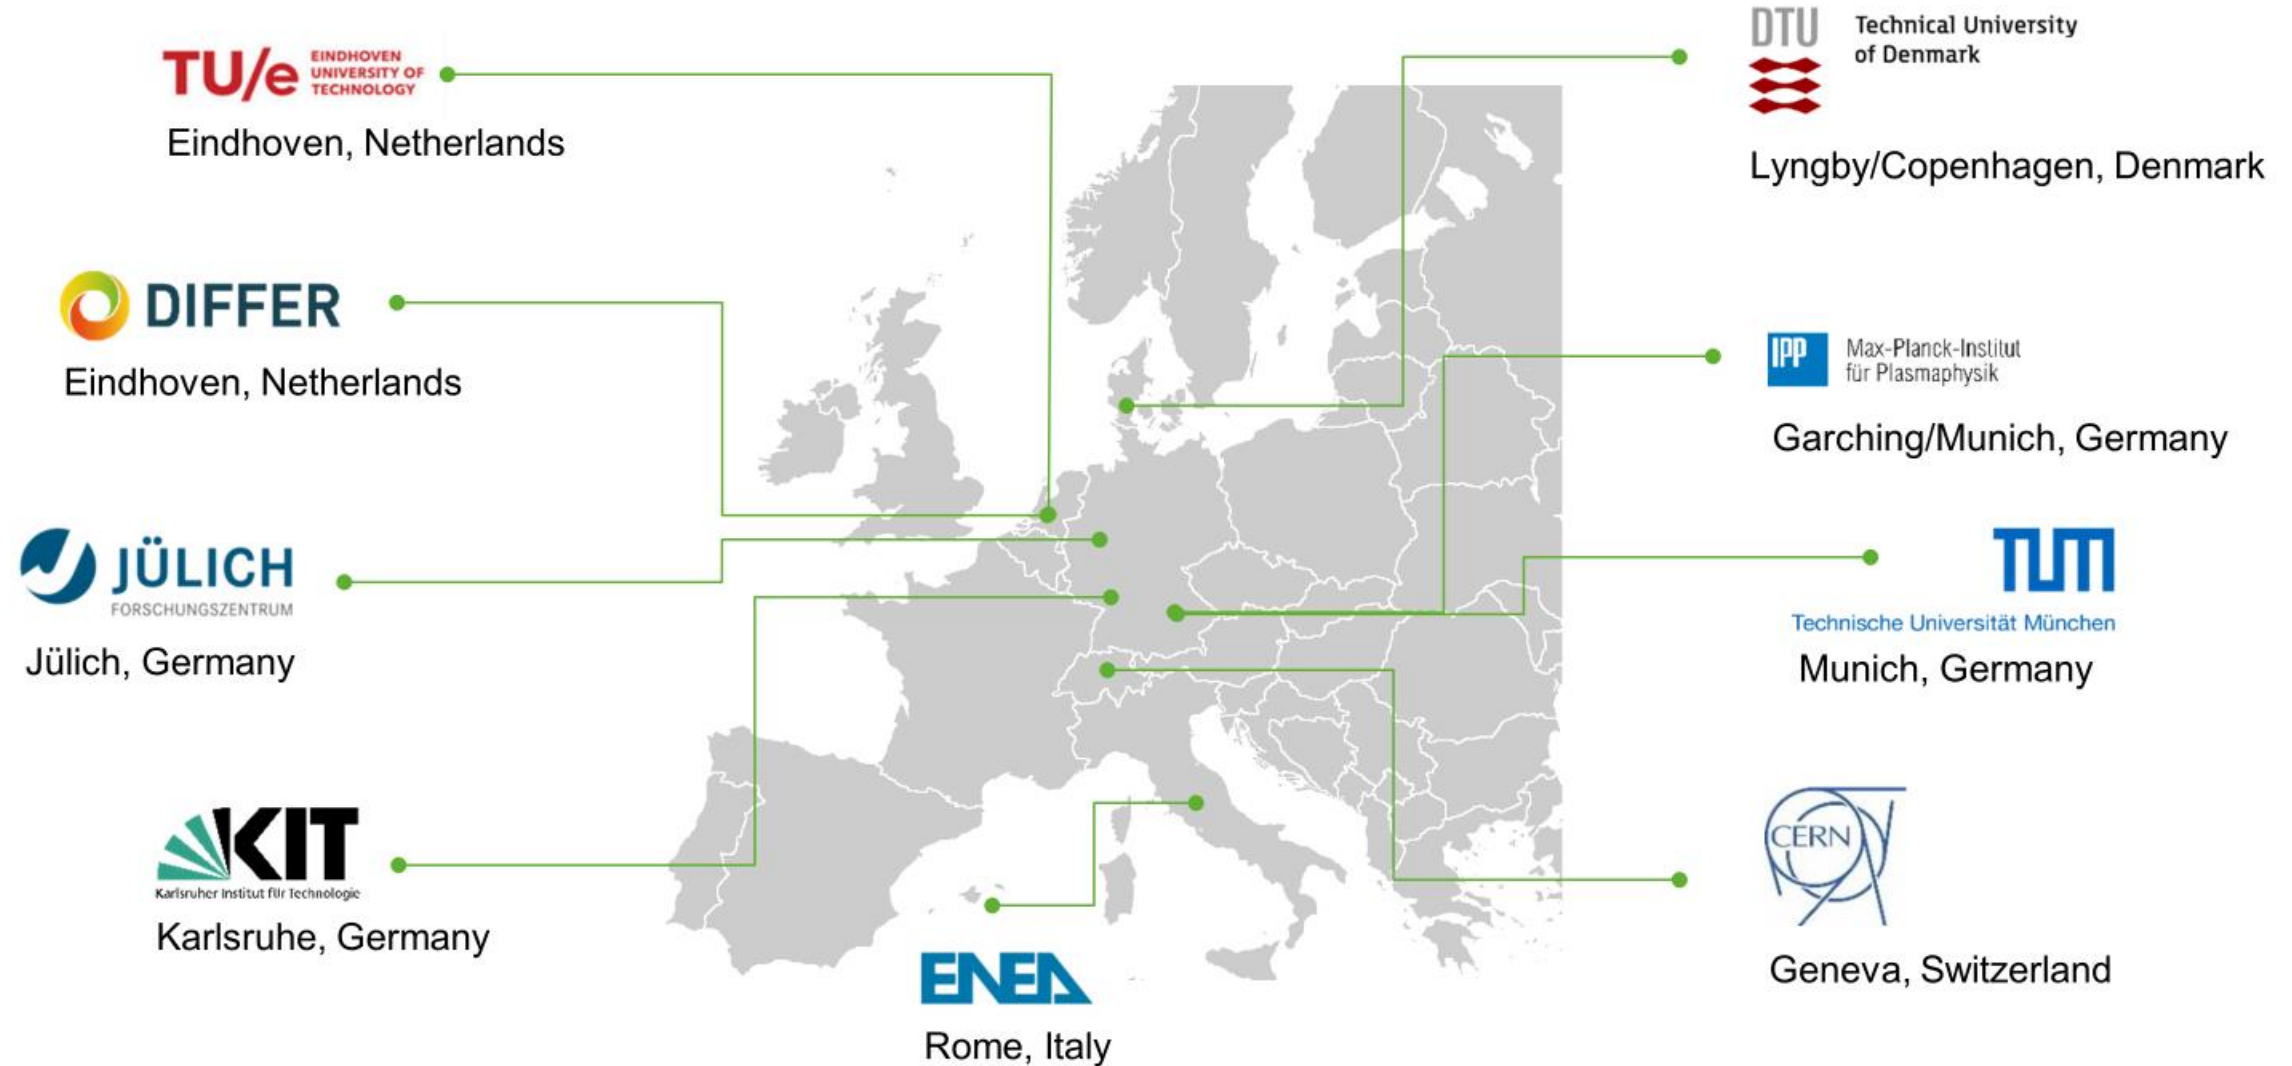 TU/e
EINDHOVEN
UNIVERSITY OF
TECHNOLOGY
Eindhoven, Netherlands
DIFFER
Eindhoven, Netherlands
JÜLICH
FORSCHUNGSZENTRUM
Jülich, Germany
KIT
Karlsruher Institut für Technologie
Karlsruhe, Germany
ENEA
Rome, Italy
DTU
Technical University
of Denmark
Lyngby/Copenhagen, Denmark
IPP
Max-Planck-Institut
für Plasmaphysik
Garching/Munich, Germany
TUM
Technische Universität München
Munich, Germany
CERN
Geneva, Switzerland